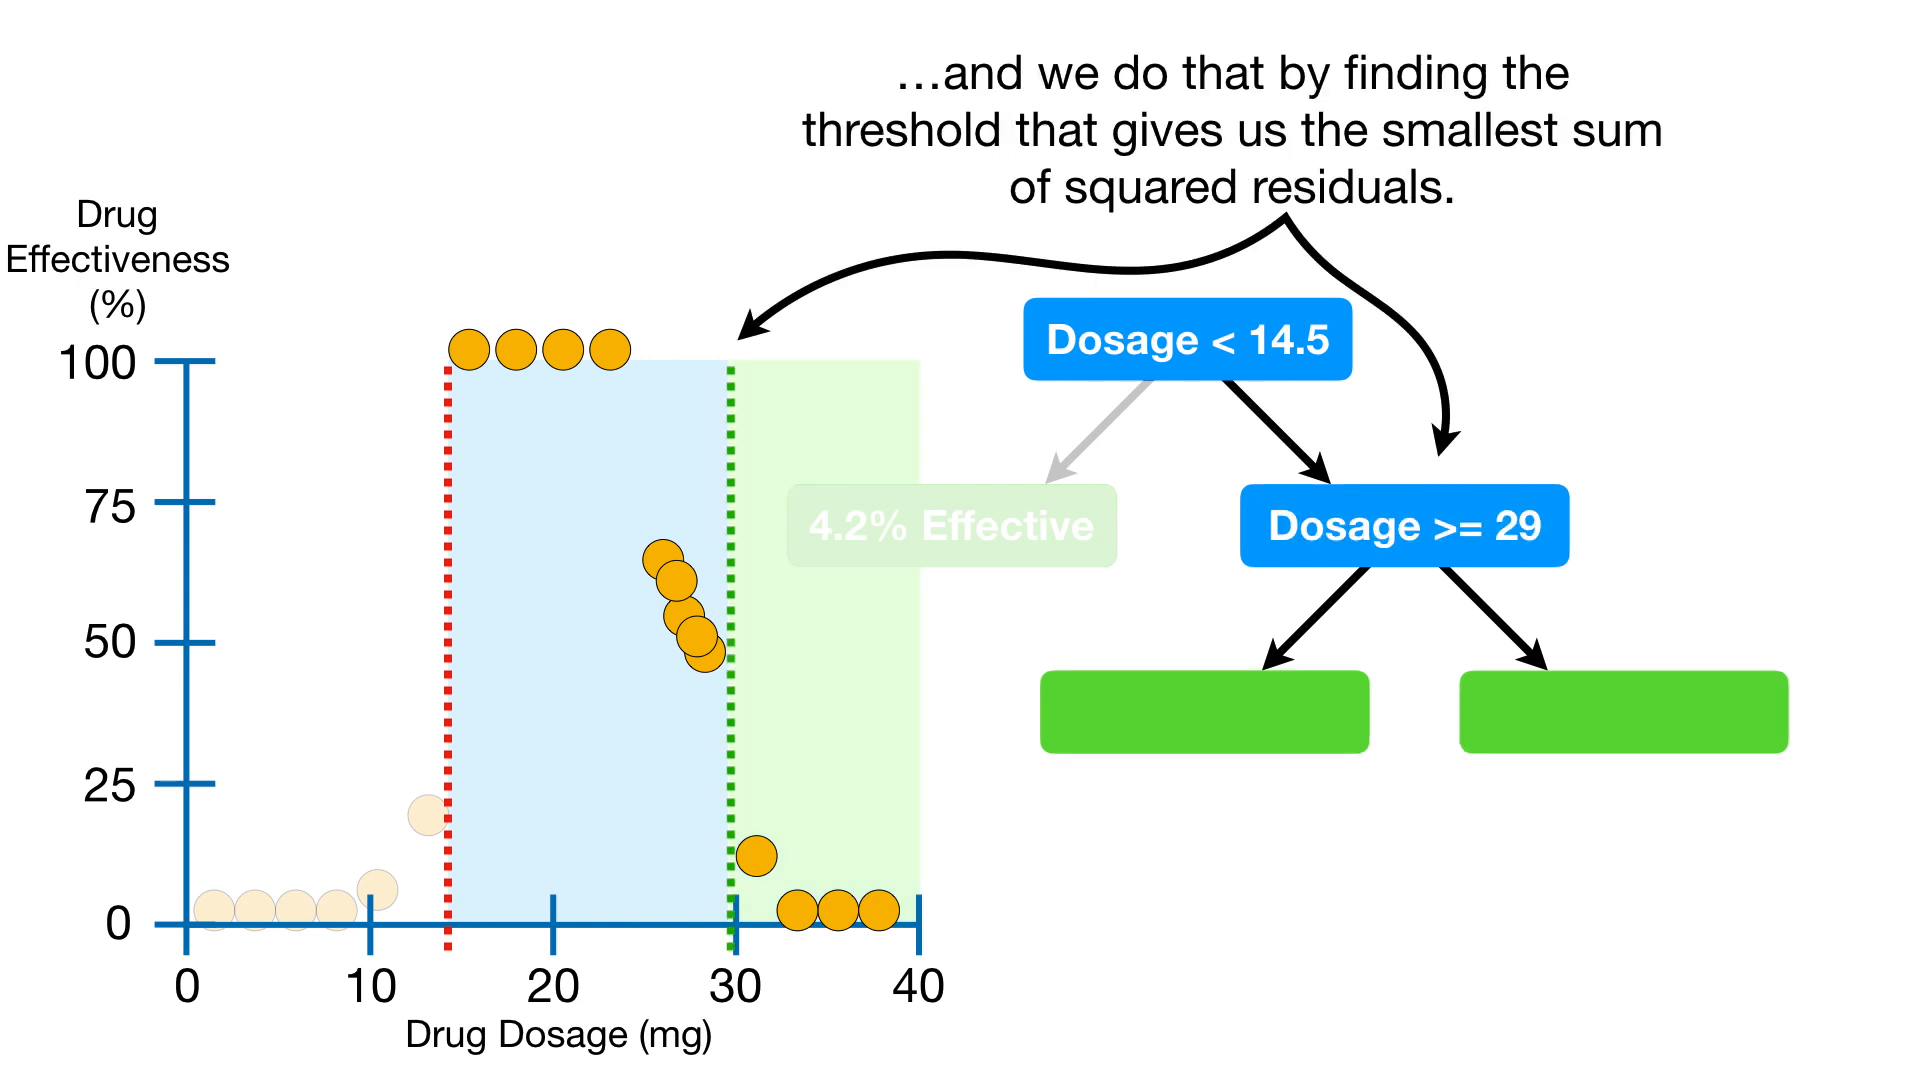 …and we do that by finding the
threshold that gives us the smallest sum
of squared residuals.
Drug
Effectiveness
(%)
100
75
50
25
0
0
10
20
30
40
Drug Dosage (mg)
Dosage < 14.5
4.2% Effective
Dosage >= 29